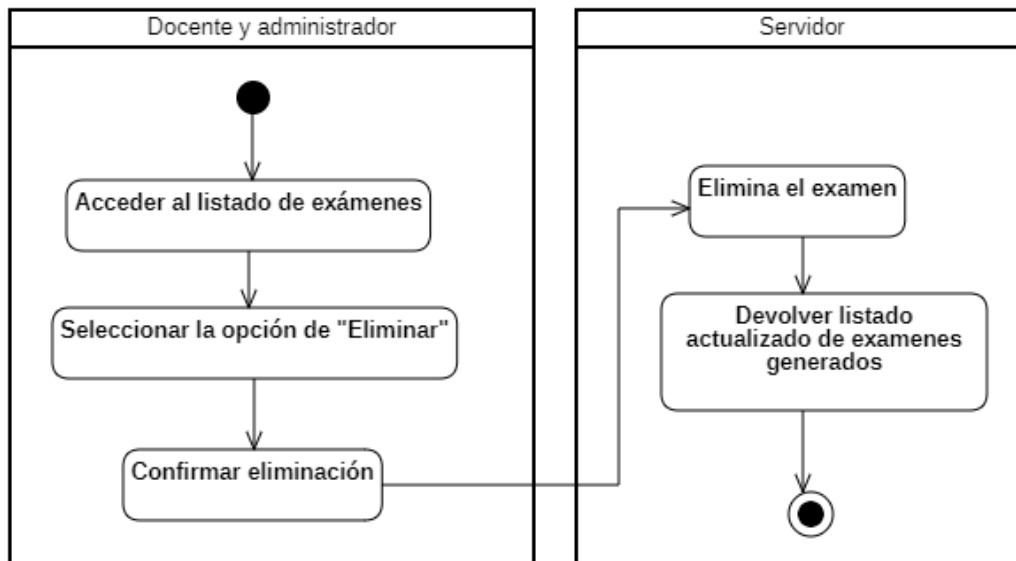 Docente y administrador
Servidor
Acceder al listado de exámenes
Seleccionar la opción de "Eliminar"
Confirmar eliminación
Elimina el examen
Devolver listado
actualizado de examenes
generados